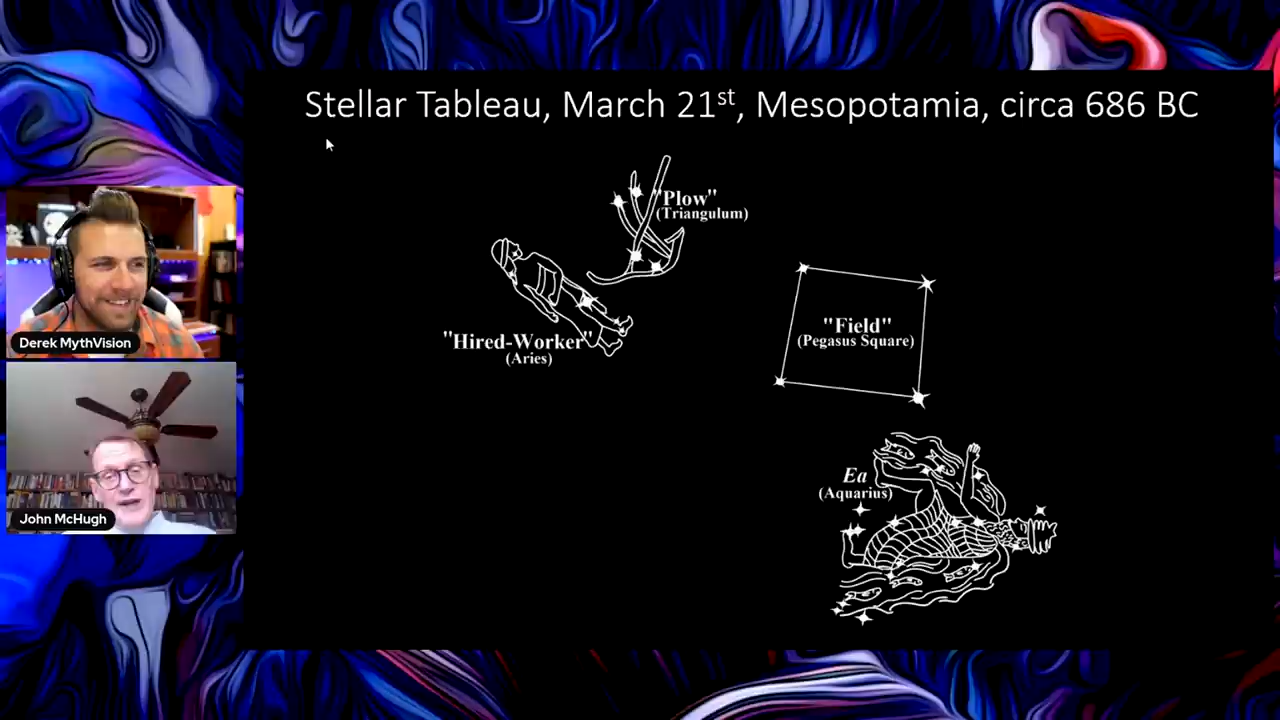 Stellar Tableau, March 21st, Mesopotamia, circa 686 BC
"Plow"
(Triangulum)
"Hired-Worker"
(Aries)
"Field"
(Pegasus Square)
Ea
(Aquarius)
Derek MythVision
John McHugh